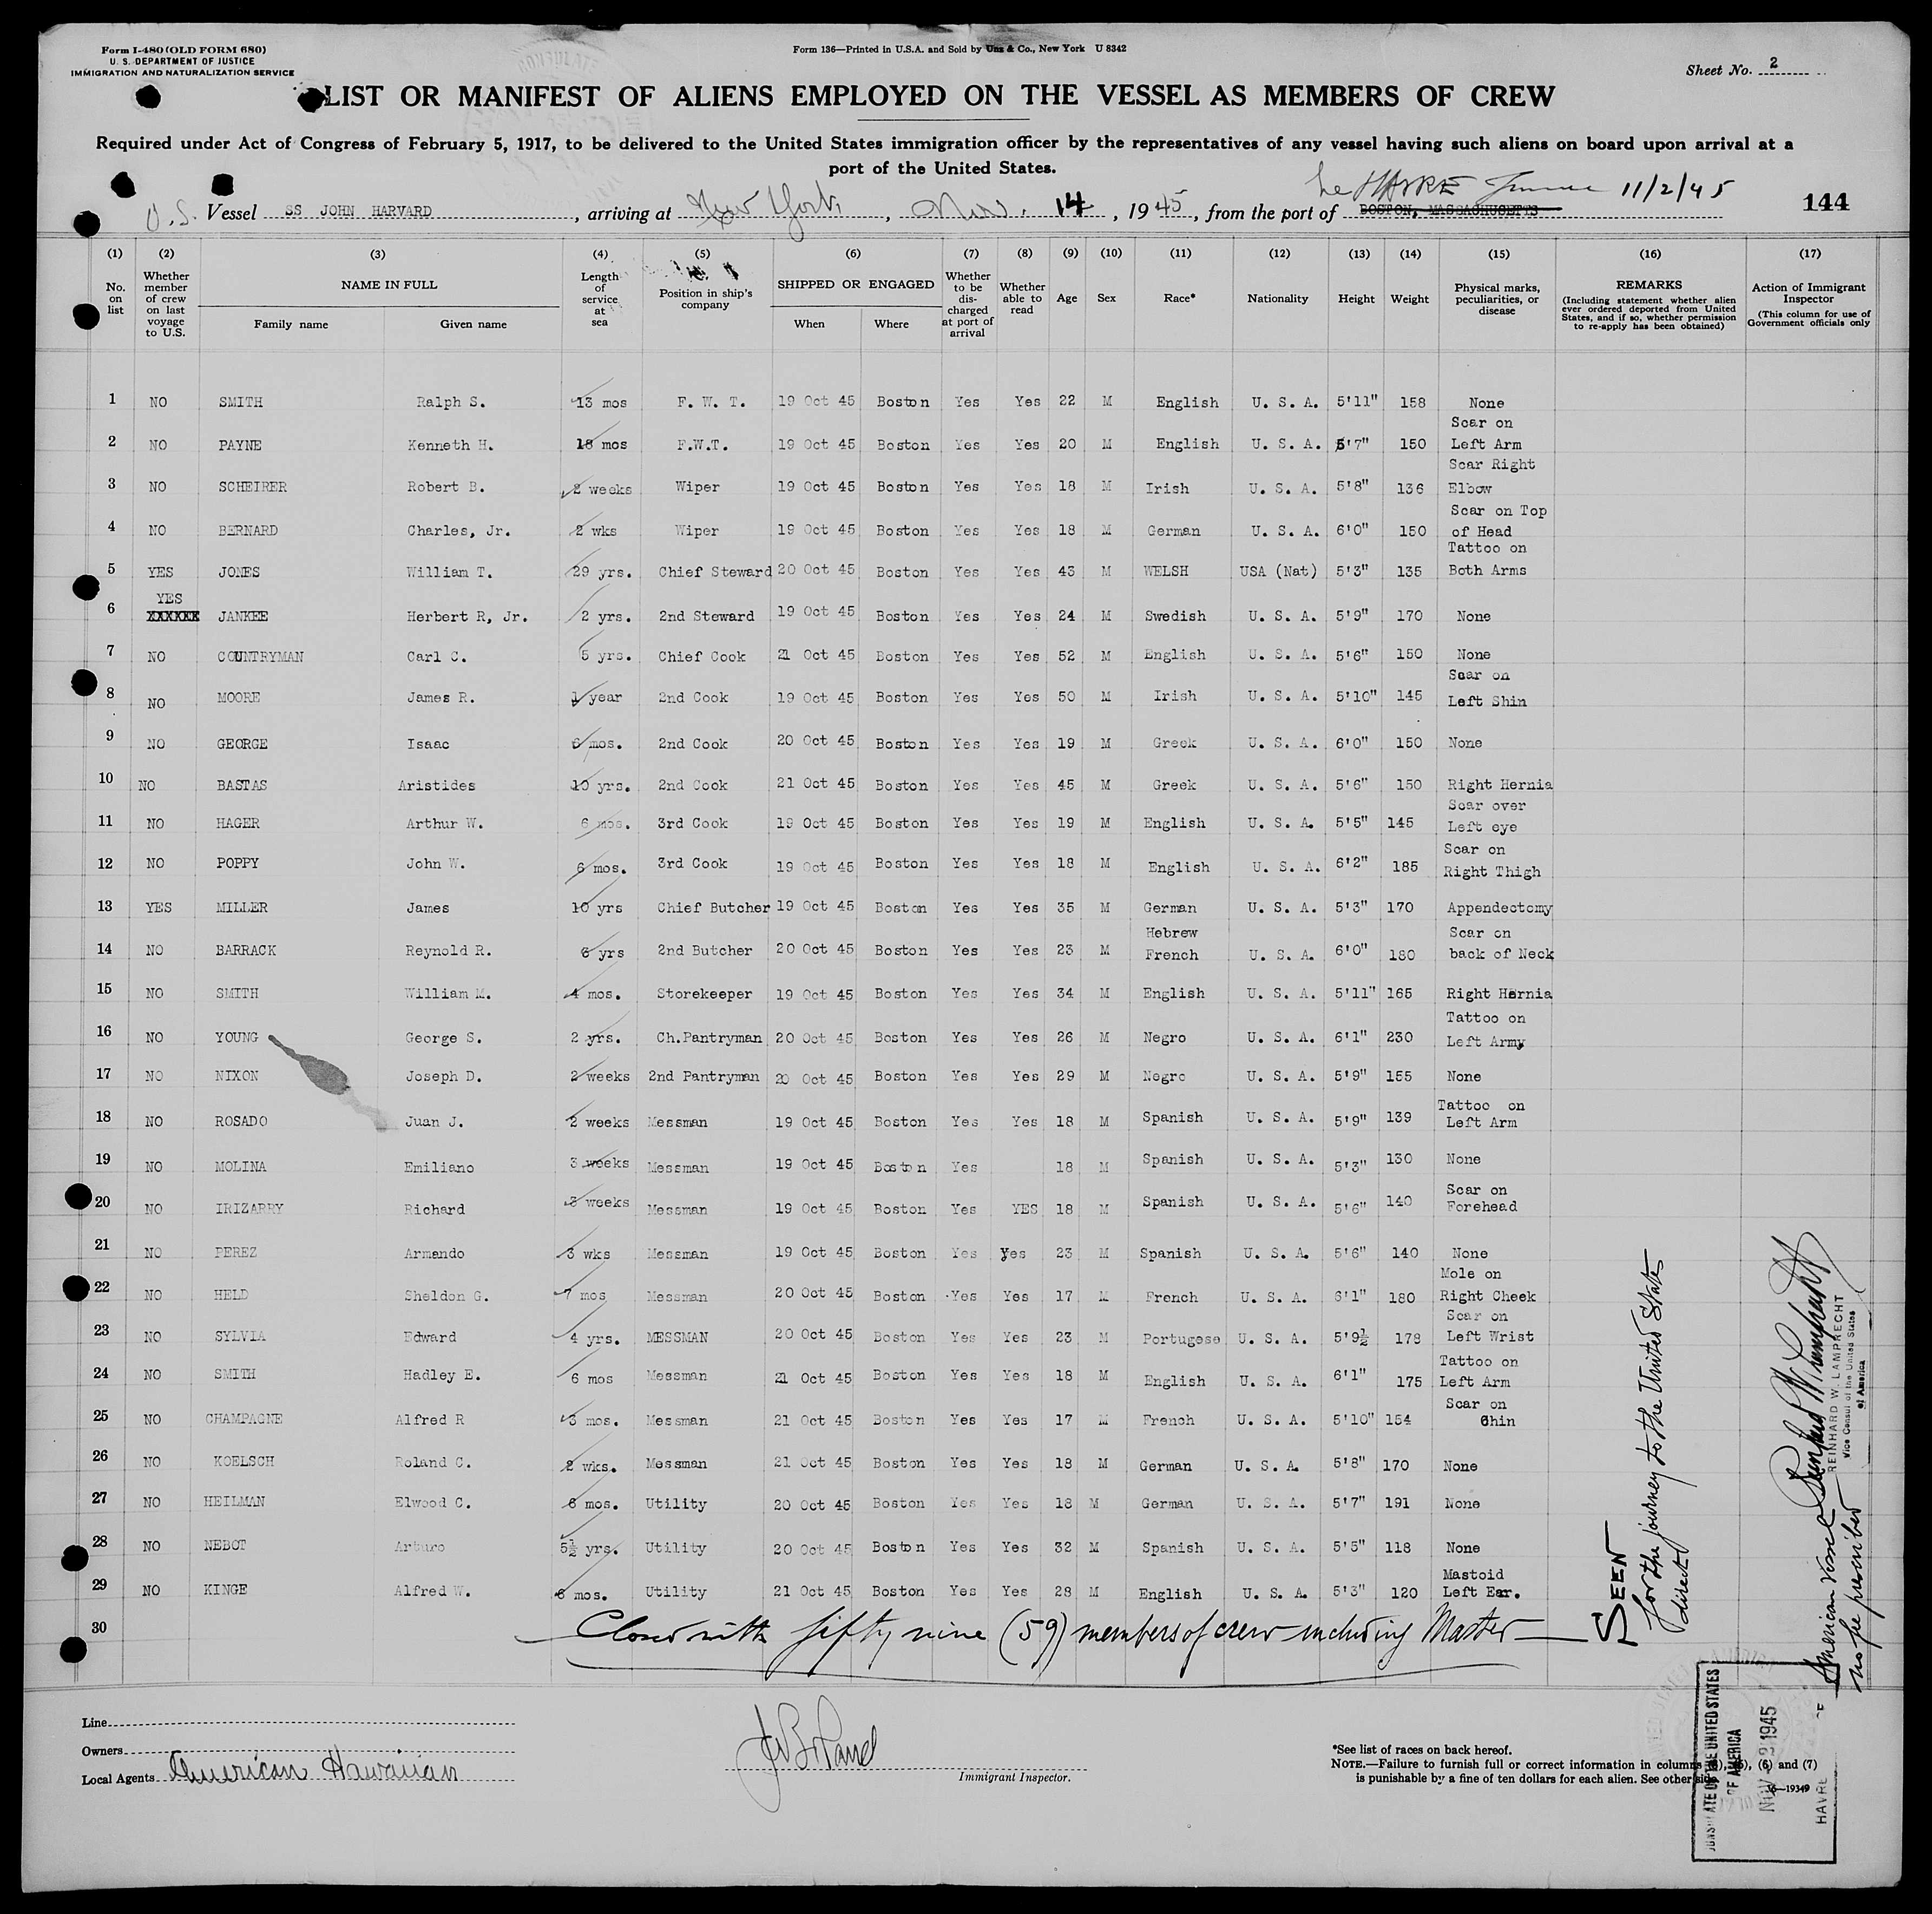 Form I-480 (OLD FORM 680)
U. S. DEPARTMENT OF JUSTICE
IMMIGRATION AND NATURALIZATION SERVICE
Form 136—Printed in U.S.A. and Sold by Unz & Co., New York U 8342
Sheet No. 2
LIST OR MANIFEST OF ALIENS EMPLOYED ON THE VESSEL AS MEMBERS OF CREW
Required under Act of Congress of February 5, 1917, to be delivered to the United States immigration officer by the representatives of any vessel having such aliens on board upon arrival at a
port of the United States.
Le HAVRE France 11/2/45
U.S. Vessel SS JOHN HARVARD, arriving at New York, Nov. 14, 1945, from the port of BOSTON, MASSACHUSETTS 144
(1) (2) (3) (4) (5) (6) (7) (8) (9) (10) (11) (12) (13) (14) (15) (16) (17)
No. on list Whether member of crew on last voyage to U.S. NAME IN FULL Family name Given name Length of service at sea Position in ship's company SHIPPED OR ENGAGED When Where Whether to be discharged at port of arrival Whether able to read Age Sex Race* Nationality Height Weight Physical marks, peculiarities, or disease REMARKS (Including statement whether alien ever ordered deported from United States, and if so, whether permission to re-apply has been obtained) Action of Immigrant Inspector (This column for use of Government officials only
1 NO SMITH Ralph S. 13 mos F. W. T. 19 Oct 45 Boston Yes Yes 22 M English U. S. A. 5'11" 158 None
2 NO PAYNE Kenneth H. 18 mos F.W.T. 19 Oct 45 Boston Yes Yes 20 M English U. S. A. 5'7" 150 Scar on Left Arm
3 NO SCHEIRER Robert B. 2 weeks Wiper 19 Oct 45 Boston Yes Yes 18 M Irish U. S. A. 5'8" 136 Scar Right Elbow
4 NO BERNARD Charles, Jr. 2 wks Wiper 19 Oct 45 Boston Yes Yes 18 M German U. S. A. 6'0" 150 Scar on Top of Head
5 YES JONES William T. 29 yrs. Chief Steward 20 Oct 45 Boston Yes Yes 43 M WELSH USA (Nat) 5'3" 135 Tattoo on Both Arms
6 YES XXXXXX JANKEE Herbert R, Jr. 2 yrs. 2nd Steward 19 Oct 45 Boston Yes Yes 24 M Swedish U. S. A. 5'9" 170 None
7 NO COUNTRYMAN Carl C. 5 yrs. Chief Cook 21 Oct 45 Boston Yes Yes 52 M English U. S. A. 5'6" 150 None
8 NO MOORE James R. 1 year 2nd Cook 19 Oct 45 Boston Yes Yes 50 M Irish U. S. A. 5'10" 145 Scar on Left Shin
9 NO GEORGE Isaac 6 mos. 2nd Cook 20 Oct 45 Boston Yes Yes 19 M Greek U. S. A. 6'0" 150 None
10 NO BASTAS Aristides 10 yrs. 2nd Cook 21 Oct 45 Boston Yes Yes 45 M Greek U. S. A. 5'6" 150 Right Hernia
11 NO HAGER Arthur W. 6 mos. 3rd Cook 19 Oct 45 Boston Yes Yes 19 M English U. S. A. 5'5" 145 Scar over Left eye
12 NO POPPY John W. 6 mos. 3rd Cook 19 Oct 45 Boston Yes Yes 18 M English U. S. A. 6'2" 185 Scar on Right Thigh
13 YES MILLER James 10 yrs Chief Butcher 19 Oct 45 Boston Yes Yes 35 M German U. S. A. 5'3" 170 Appendectomy
14 NO BARRACK Reynold R. 6 yrs 2nd Butcher 20 Oct 45 Boston Yes Yes 23 M Hebrew French U. S. A. 6'0" 180 Scar on back of Neck
15 NO SMITH William M. 4 mos. Storekeeper 19 Oct 45 Boston Yes Yes 34 M English U. S. A. 5'11" 165 Right Hernia
16 NO YOUNG George S. 2 yrs. Ch.Pantryman 20 Oct 45 Boston Yes Yes 26 M Negro U. S. A. 6'1" 230 Tattoo on Left Army
17 NO NIXON Joseph D. 2 weeks 2nd Pantryman 20 Oct 45 Boston Yes Yes 29 M Negro U. S. A. 5'9" 155 None
18 NO ROSADO Juan J. 2 weeks Messman 19 Oct 45 Boston Yes Yes 18 M Spanish U. S. A. 5'9" 139 Tattoo on Left Arm
19 NO MOLINA Emiliano 3 weeks Messman 19 Oct 45 Boston Yes 18 M Spanish U. S. A. 5'3" 130 None
20 NO IRIZARRY Richard 3 weeks Messman 19 Oct 45 Boston Yes YES 18 M Spanish U. S. A. 5'6" 140 Scar on Forehead
21 NO PEREZ Armando 3 wks Messman 19 Oct 45 Boston Yes Yes 23 M Spanish U. S. A. 5'6" 140 None
22 NO HELD Sheldon G. 7 mos Messman 20 Oct 45 Boston Yes Yes 17 M French U. S. A. 6'1" 180 Mole on Right Cheek
23 NO SYLVIA Edward 4 yrs. MESSMAN 20 Oct 45 Boston Yes Yes 23 M Portugese U. S. A. 5'9½ 178 Scar on Left Wrist
24 NO SMITH Hadley E. 6 mos Messman 21 Oct 45 Boston Yes Yes 18 M English U. S. A. 6'1" 175 Tattoo on Left Arm
25 NO CHAMPAGNE Alfred R 3 mos. Messman 21 Oct 45 Boston Yes Yes 17 M French U. S. A. 5'10" 154 Scar on Chin
26 NO KOELSCH Roland C. 2 wks. Messman 21 Oct 45 Boston Yes Yes 18 M German U. S. A. 5'8" 170 None
27 NO HEILMAN Elwood C. 6 mos. Utility 20 Oct 45 Boston Yes Yes 18 M German U. S. A. 5'7" 191 None
28 NO NEBOT Arturo 5½ yrs. Utility 20 Oct 45 Boston Yes Yes 32 M Spanish U. S. A. 5'5" 118 None
29 NO KINGE Alfred W. 6 mos. Utility 21 Oct 45 Boston Yes Yes 28 M English U. S. A. 5'3" 120 Mastoid Left Ear.
30 Closed with fifty nine (59) members of crew including Master
SEEN
for the journey to the United States
direct
REINHARD W. LAMPRECHT
Vice Consul of the United States
of America
American Vessel
no fee prescribed
Line
Owners
Local Agents American Hawaiian
Immigrant Inspector.
*See list of races on back hereof.
NOTE.—Failure to furnish full or correct information in columns (6) and (7)
is punishable by a fine of ten dollars for each alien. See other side.
16—19349
CONSULATE OF THE UNITED STATES
OF AMERICA
NOV 2 1945
HAVRE